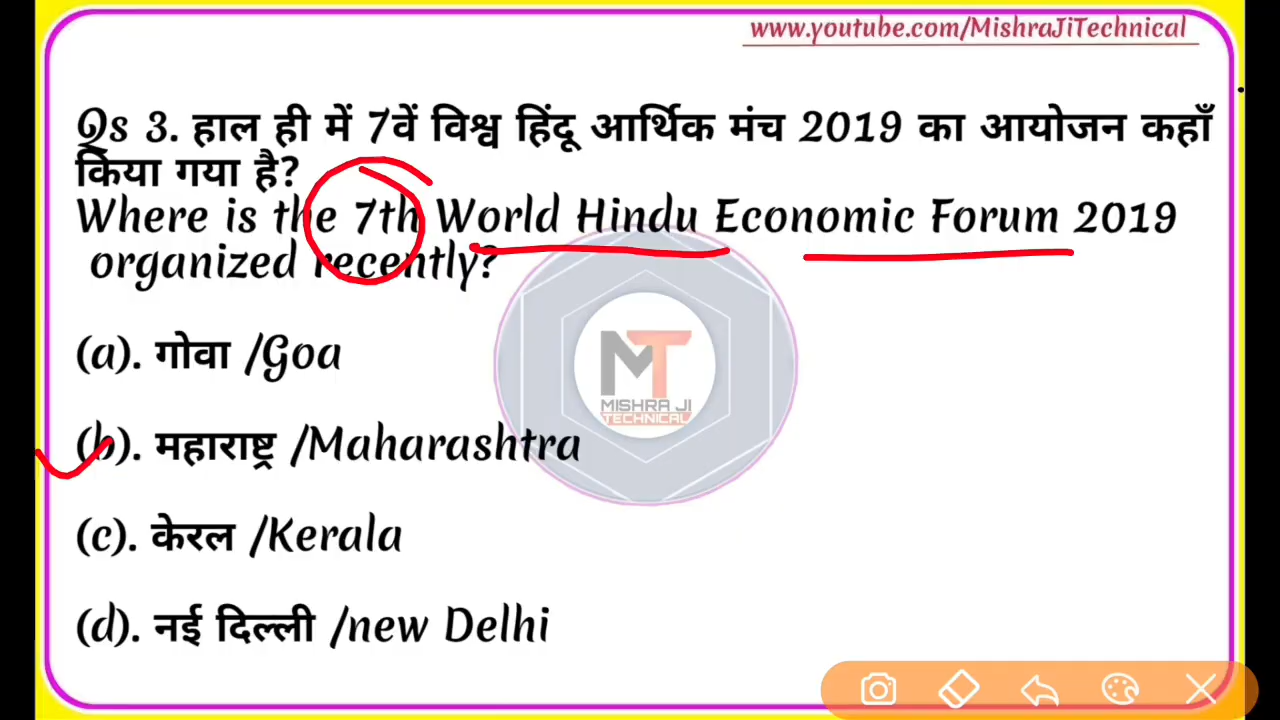 www.youtube.com/MishraJiTechnical
Qs 3. हाल ही में 7वें विश्व हिंदू आर्थिक मंच 2019 का आयोजन कहाँ
किया गया है?
Where is the 7th World Hindu Economic Forum 2019
organized recently?
(a). गोवा /Goa
MT
MISHRA JI
TECHNICAL
(b). महाराष्ट्र /Maharashtra
(c). केरल /Kerala
(d). नई दिल्ली /new Delhi